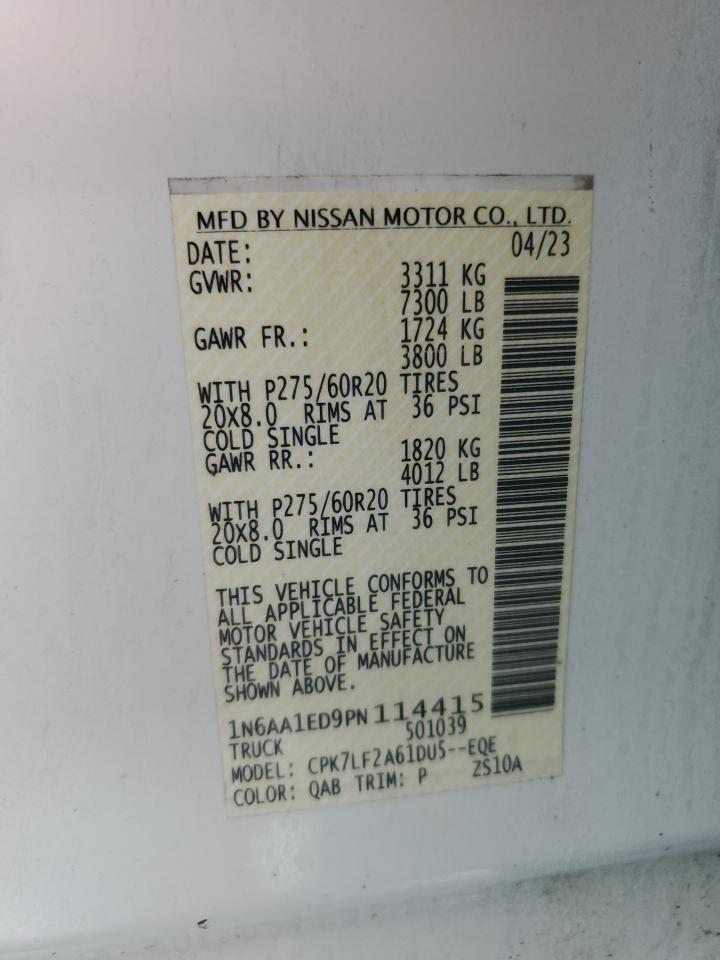 MFD BY NISSAN MOTOR CO., LTD.
DATE: 04/23
GVWR: 3311 KG
7300 LB
GAWR FR.: 1724 KG
3800 LB
WITH P275/60R20 TIRES
20X8.0 RIMS AT 36 PSI
COLD SINGLE
GAWR RR.: 1820 KG
4012 LB
WITH P275/60R20 TIRES
20X8.0 RIMS AT 36 PSI
COLD SINGLE
THIS VEHICLE CONFORMS TO
ALL APPLICABLE FEDERAL
MOTOR VEHICLE SAFETY
STANDARDS IN EFFECT ON
THE DATE OF MANUFACTURE
SHOWN ABOVE.
1N6AA1ED9PN114415
TRUCK 501039
MODEL: CPK7LF2A61DU5--EQE
COLOR: QAB TRIM: P ZS10A